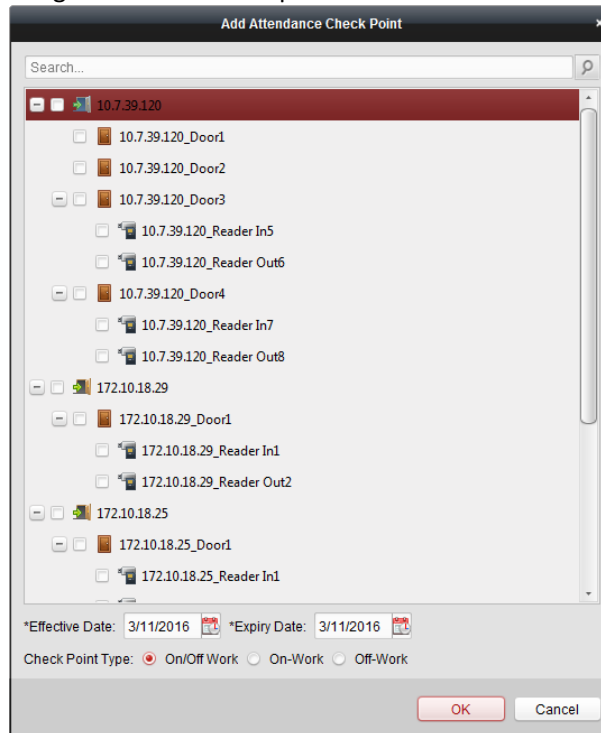 Add Attendance Check Point
Search...
10.7.39.120
10.7.39.120_Door1
10.7.39.120_Door2
10.7.39.120_Door3
10.7.39.120_Reader In5
10.7.39.120_Reader Out6
10.7.39.120_Door4
10.7.39.120_Reader In7
10.7.39.120_Reader Out8
172.10.18.29
172.10.18.29_Door1
172.10.18.29_Reader In1
172.10.18.29_Reader Out2
172.10.18.25
172.10.18.25_Door1
172.10.18.25_Reader In1
*Effective Date: 3/11/2016 *Expiry Date: 3/11/2016
Check Point Type: On/Off Work On-Work Off-Work
OK Cancel